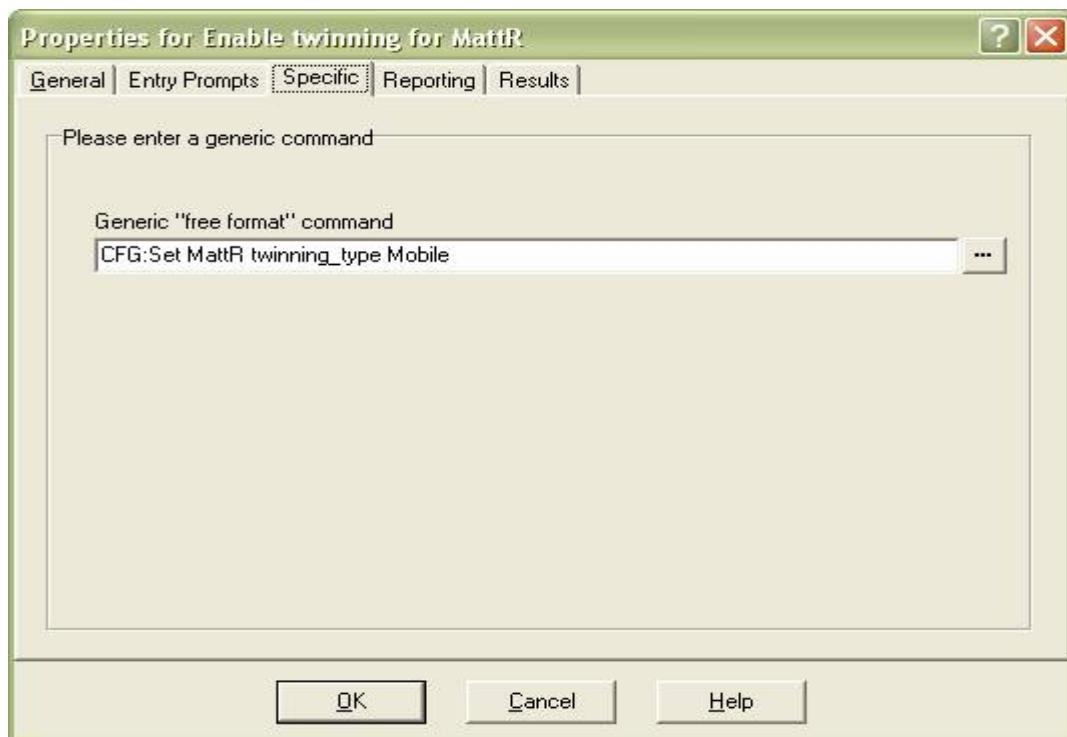 Properties for Enable twinning for MattR
General Entry Prompts Specific Reporting Results
Please enter a generic command
Generic "free format" command
CFG:Set MattR twinning_type Mobile ...
OK Cancel Help